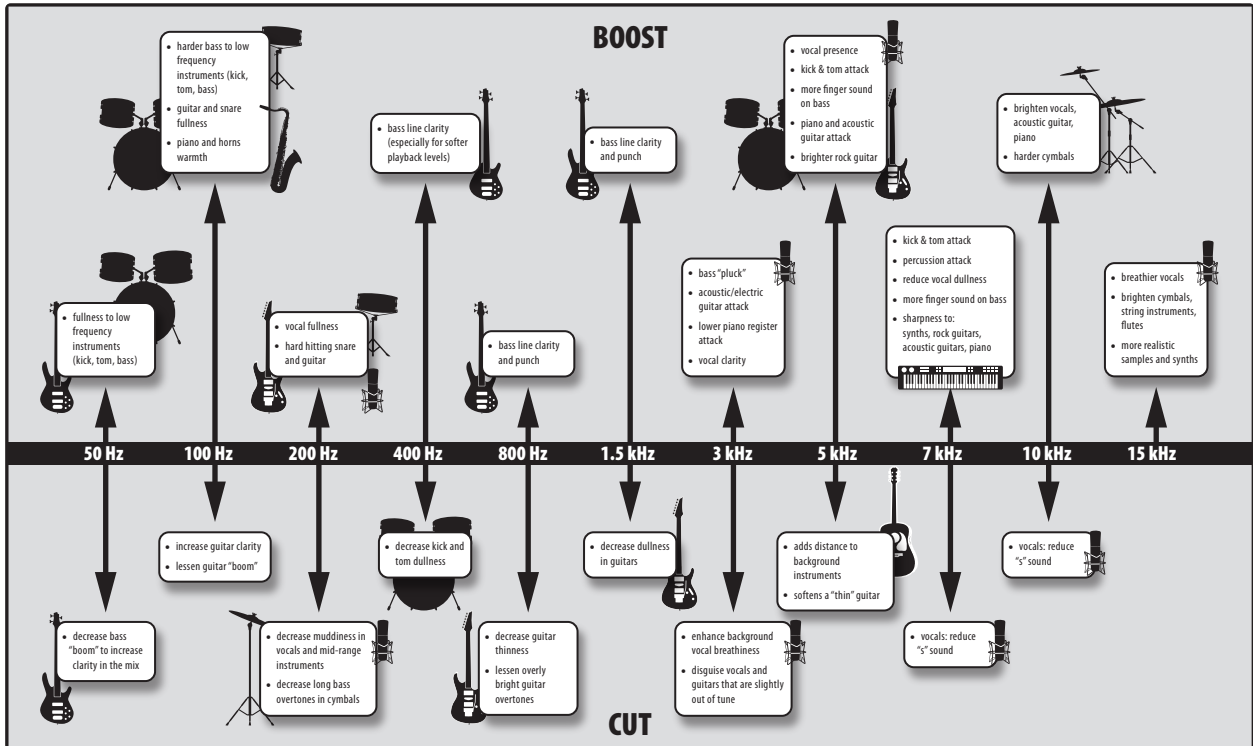 BOOST
• harder bass to low
frequency
instruments (kick,
tom, bass)
• guitar and snare
fullness
• piano and horns
warmth
• bass line clarity
(especially for softer
playback levels)
• bass line clarity
and punch
• vocal presence
• kick & tom attack
• more finger sound
on bass
• piano and acoustic
guitar attack
• brighter rock guitar
• brighten vocals,
acoustic guitar,
piano
• harder cymbals
• fullness to low
frequency
instruments
(kick, tom, bass)
• vocal fullness
• hard hitting snare
and guitar
• bass line clarity
and punch
• bass "pluck"
• acoustic/electric
guitar attack
• lower piano register
attack
• vocal clarity
• kick & tom attack
• percussion attack
• reduce vocal dullness
• more finger sound on bass
• sharpness to:
synths, rock guitars,
acoustic guitars, piano
• breathier vocals
• brighten cymbals,
string instruments,
flutes
• more realistic
samples and synths
50 Hz 100 Hz 200 Hz 400 Hz 800 Hz 1.5 kHz 3 kHz 5 kHz 7 kHz 10 kHz 15 kHz
• increase guitar clarity
• lessen guitar "boom"
• decrease kick and
tom dullness
• decrease dullness
in guitars
• adds distance to
background
instruments
• softens a "thin" guitar
• vocals: reduce
"s" sound
• decrease bass
"boom" to increase
clarity in the mix
• decrease muddiness in
vocals and mid-range
instruments
• decrease long bass
overtones in cymbals
• decrease guitar
thinness
• lessen overly
bright guitar
overtones
• enhance background
vocal breathiness
• disguise vocals and
guitars that are slightly
out of tune
• vocals: reduce
"s" sound
CUT